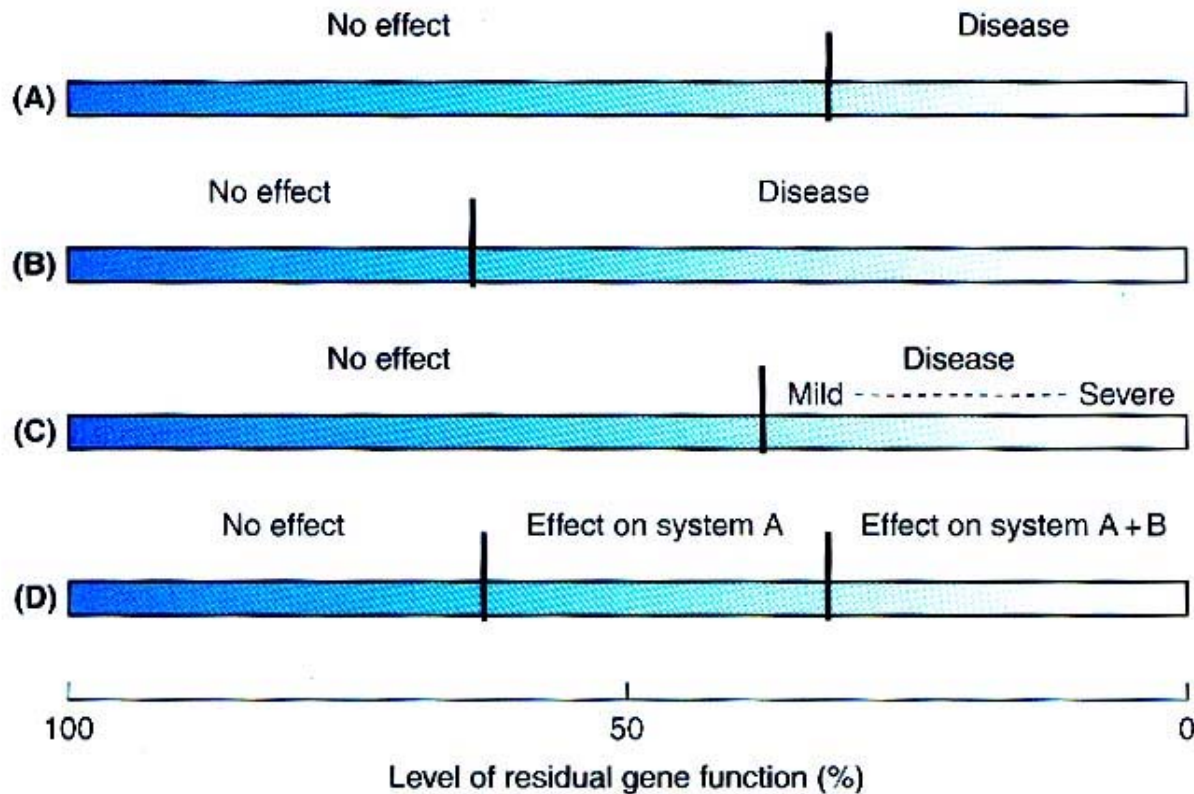 No effect Disease
(A)
No effect Disease
(B)
No effect Disease
Mild Severe
(C)
No effect Effect on system A Effect on system A + B
(D)
100 50 0
Level of residual gene function (%)